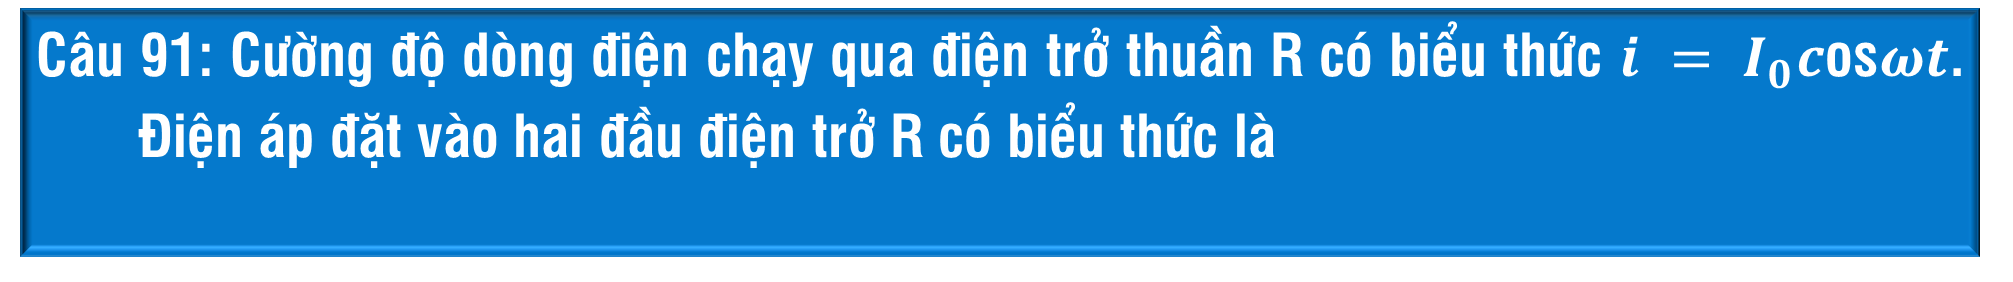 Câu 91: Cường độ dòng điện chạy qua điện trở thuần R có biểu thức i = I₀cosωt.
Điện áp đặt vào hai đầu điện trở R có biểu thức là